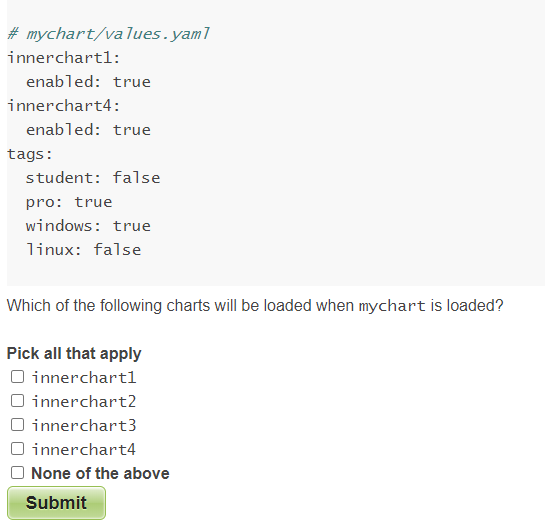 # mychart/values.yaml
innerchart1:
  enabled: true
innerchart4:
  enabled: true
tags:
  student: false
  pro: true
  windows: true
  linux: false
Which of the following charts will be loaded when mychart is loaded?
Pick all that apply
innerchart1
innerchart2
innerchart3
innerchart4
None of the above
Submit